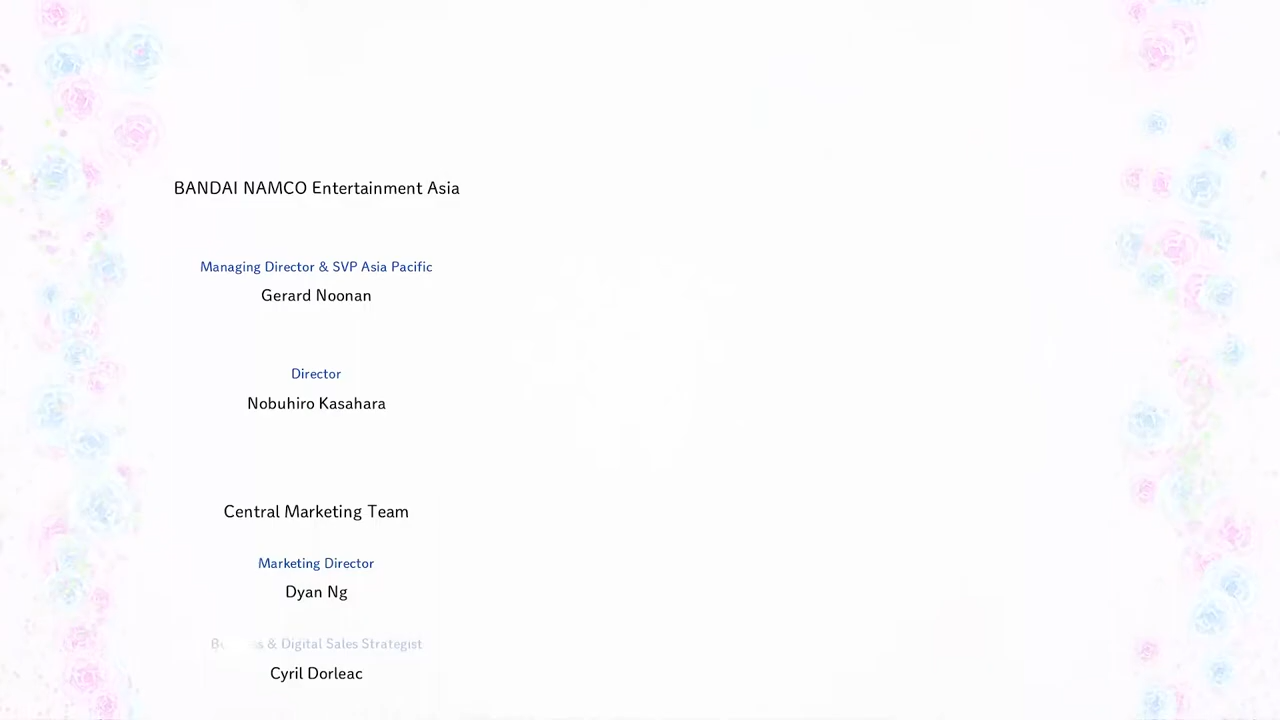 BANDAI NAMCO Entertainment Asia
Managing Director & SVP Asia Pacific
Gerard Noonan
Director
Nobuhiro Kasahara
Central Marketing Team
Marketing Director
Dyan Ng
& Digital Sales Strategist
Cyril Dorleac